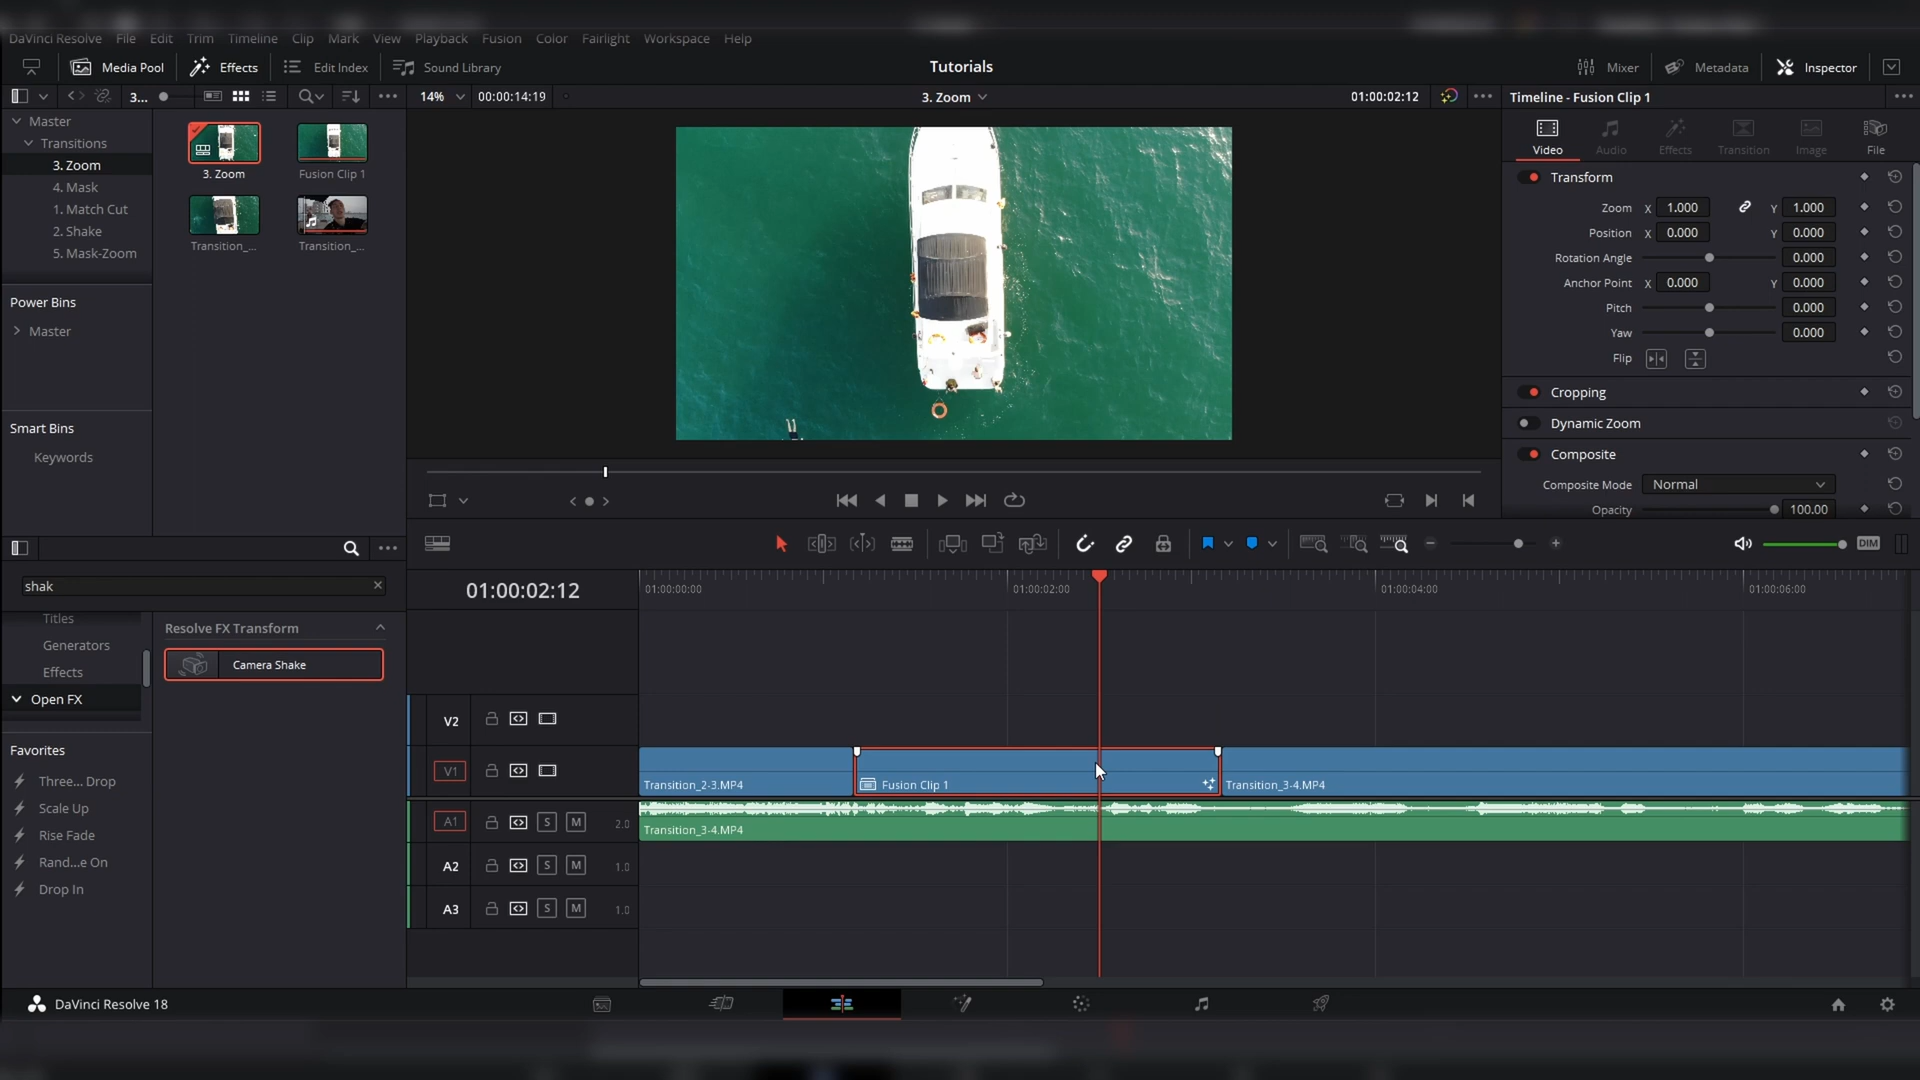 DaVinci Resolve File Edit Trim Timeline Clip Mark View Playback Fusion Color Fairlight Workspace Help
Media Pool Effects Edit Index Sound Library Tutorials Mixer Metadata Inspector
3... 14% 00:00:14:19 3. Zoom 01:00:02:12 Timeline - Fusion Clip 1
Master
Transitions
3. Zoom
4. Mask
1. Match Cut
2. Shake
5. Mask-Zoom
Power Bins
Master
Smart Bins
Keywords
3. Zoom Fusion Clip 1
Transition_... Transition_...
Video Audio Effects Transition Image File
Transform
Zoom X 1.000 Y 1.000
Position X 0.000 Y 0.000
Rotation Angle 0.000
Anchor Point X 0.000 Y 0.000
Pitch 0.000
Yaw 0.000
Flip
Cropping
Dynamic Zoom
Composite
Composite Mode Normal
Opacity 100.00
DIM
shak
Titles
Generators
Effects
Open FX
Favorites
Three... Drop
Scale Up
Rise Fade
Rand...e On
Drop In
Resolve FX Transform
Camera Shake
01:00:02:12
01:00:00:00 01:00:02:00 01:00:04:00 01:00:06:00
V2
V1
Transition_2-3.MP4 Fusion Clip 1 Transition_3-4.MP4
A1 S M 2.0
Transition_3-4.MP4
A2 S M 1.0
A3 S M 1.0
DaVinci Resolve 18